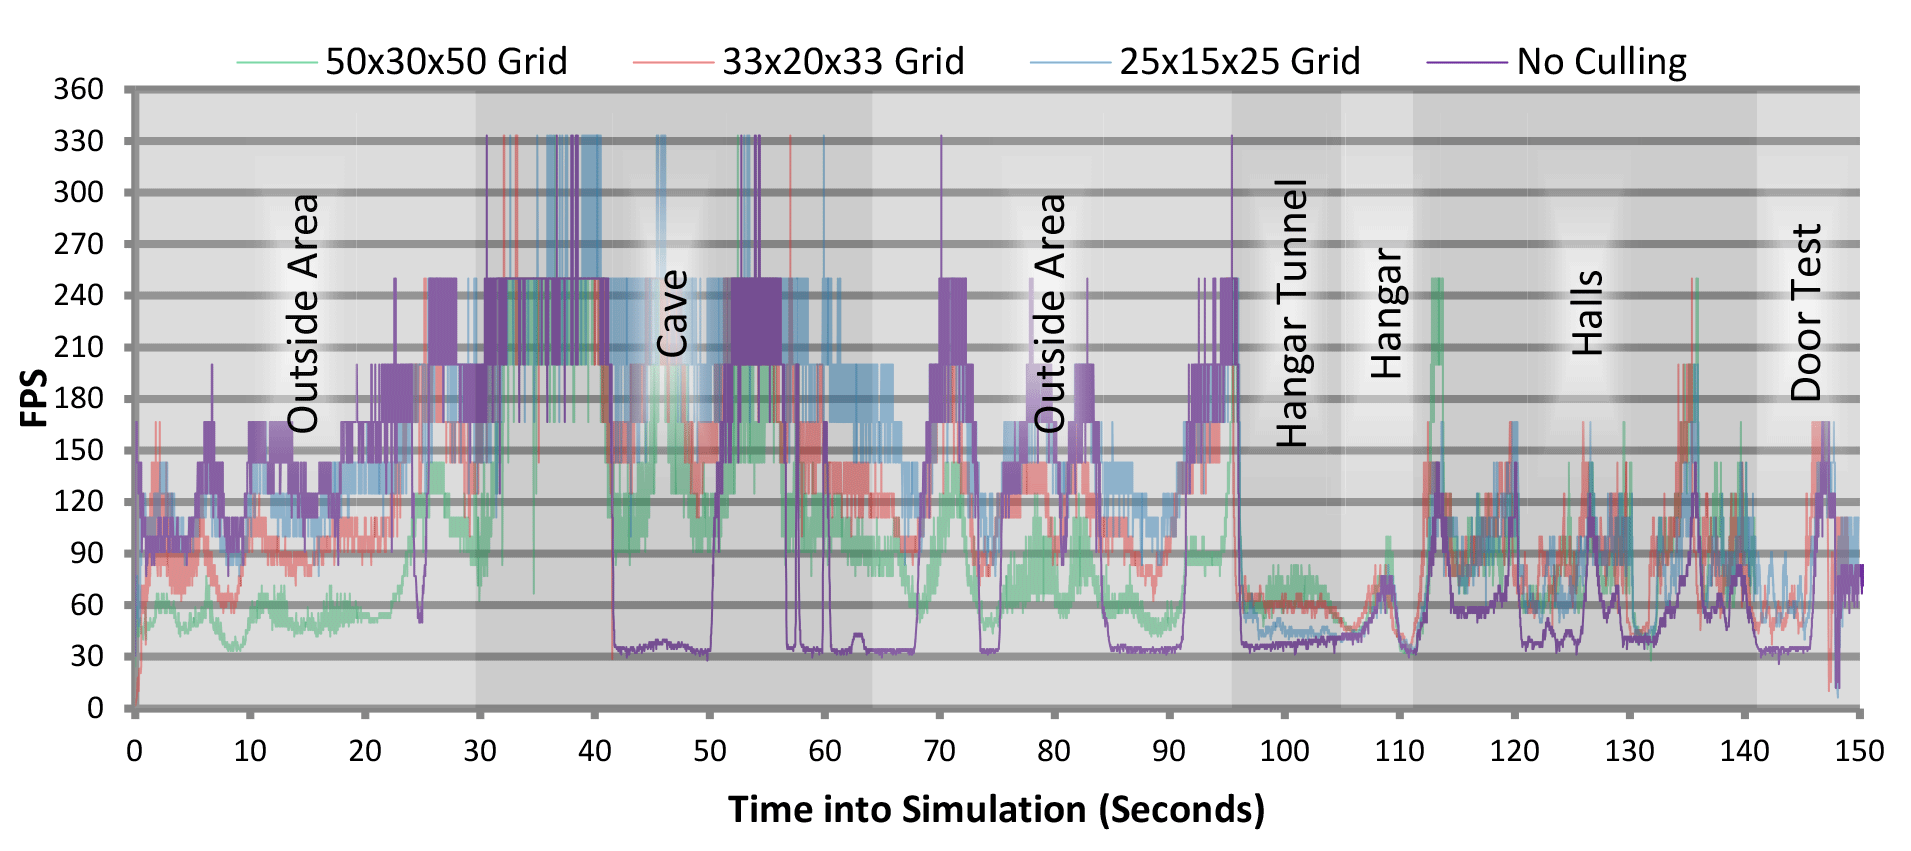 50x30x50 Grid 33x20x33 Grid 25x15x25 Grid No Culling
360
330
300
270
240
210
180
150
120
90
60
30
0
FPS
Outside Area
Cave
Outside Area
Hangar Tunnel
Hangar
Halls
Door Test
0 10 20 30 40 50 60 70 80 90 100 110 120 130 140 150
Time into Simulation (Seconds)